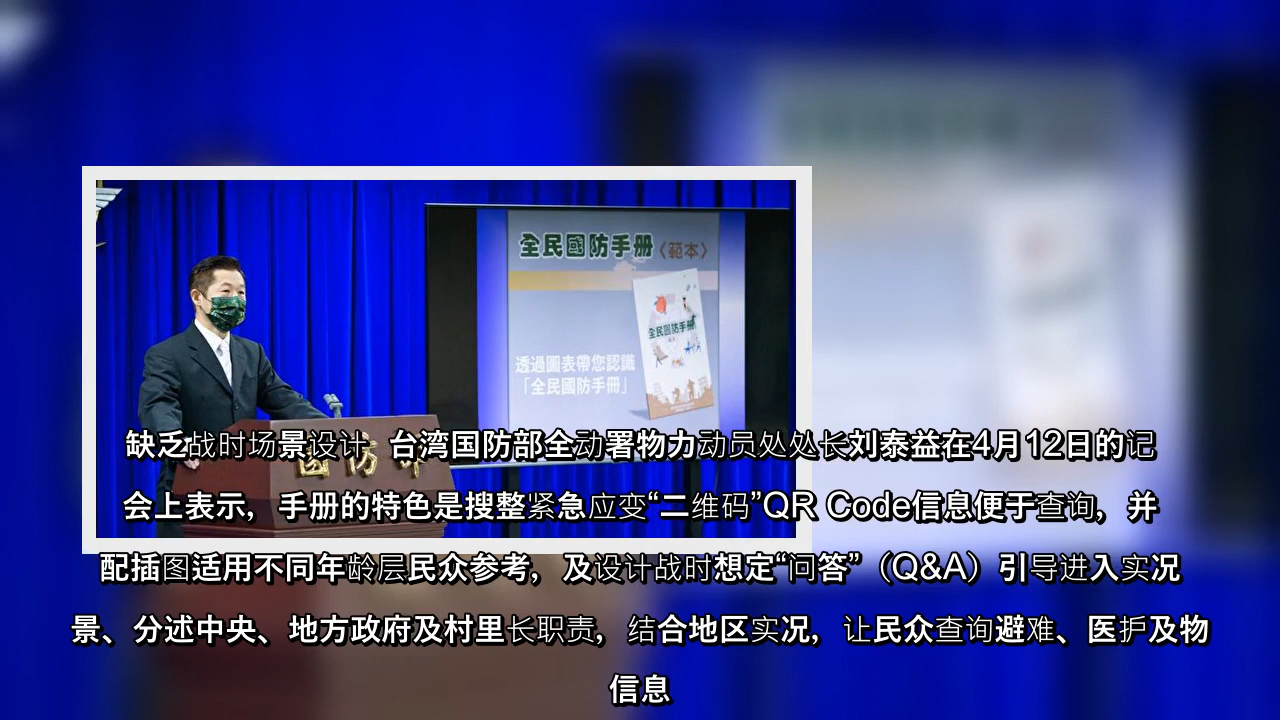 全民國防手册〈範本〉
全民國防手册
透過圖表帶您認識
「全民國防手冊」
國防部
缺乏战时场景设计 台湾国防部全动署物力动员处处长刘泰益在4月12日的记
会上表示，手册的特色是搜整紧急应变“二维码”QR Code信息便于查询，并
配插图适用不同年龄层民众参考，及设计战时想定“问答”（Q&A）引导进入实况
景、分述中央、地方政府及村里长职责，结合地区实况，让民众查询避难、医护及物
信息